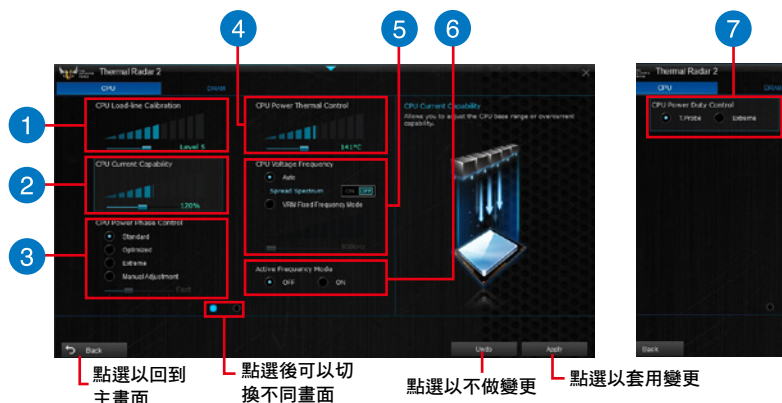 4
5
6
7
Thermal Radar 2
CPU
DRAM
1
CPU Load-line Calibration
Level 5
2
CPU Current Capability
120%
3
CPU Power Phase Control
Standard
Optimized
Extreme
Manual Adjustment
Fast
CPU Power Thermal Control
141°C
CPU Voltage Frequency
Auto
Spread Spectrum
ON OFF
VRM Fixed Frequency Mode
Active Frequency Mode
OFF
ON
CPU Current Capability
Allows you to adjust the CPU base range or overcurrent
capability.
Back
Undo
Apply
點選以回到
主畫面
點選後可以切
換不同畫面
點選以不做變更
點選以套用變更
Thermal Radar 2
CPU
DRAM
CPU Power Duty Control
T.Probe
Extreme
Back